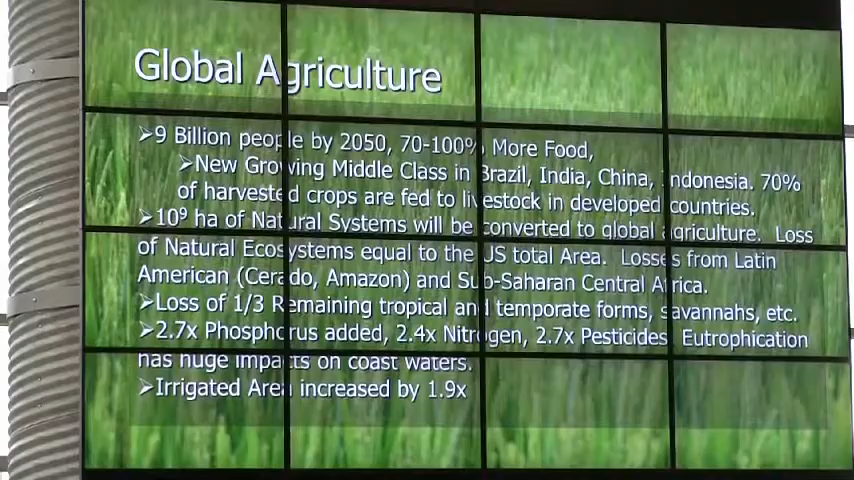 Global Agriculture
➢9 Billion people by 2050, 70-100% More Food,
➢New Growing Middle Class in Brazil, India, China, Indonesia. 70%
of harvested crops are fed to livestock in developed countries.
➢10⁹ ha of Natural Systems will be converted to global agriculture. Loss
of Natural Ecosystems equal to the US total Area. Losses from Latin
American (Cerado, Amazon) and Sub-Saharan Central Africa.
➢Loss of 1/3 Remaining tropical and temporate forms, savannahs, etc.
➢2.7x Phosphorus added, 2.4x Nitrogen, 2.7x Pesticides Eutrophication
has huge impacts on coast waters.
➢Irrigated Area increased by 1.9x